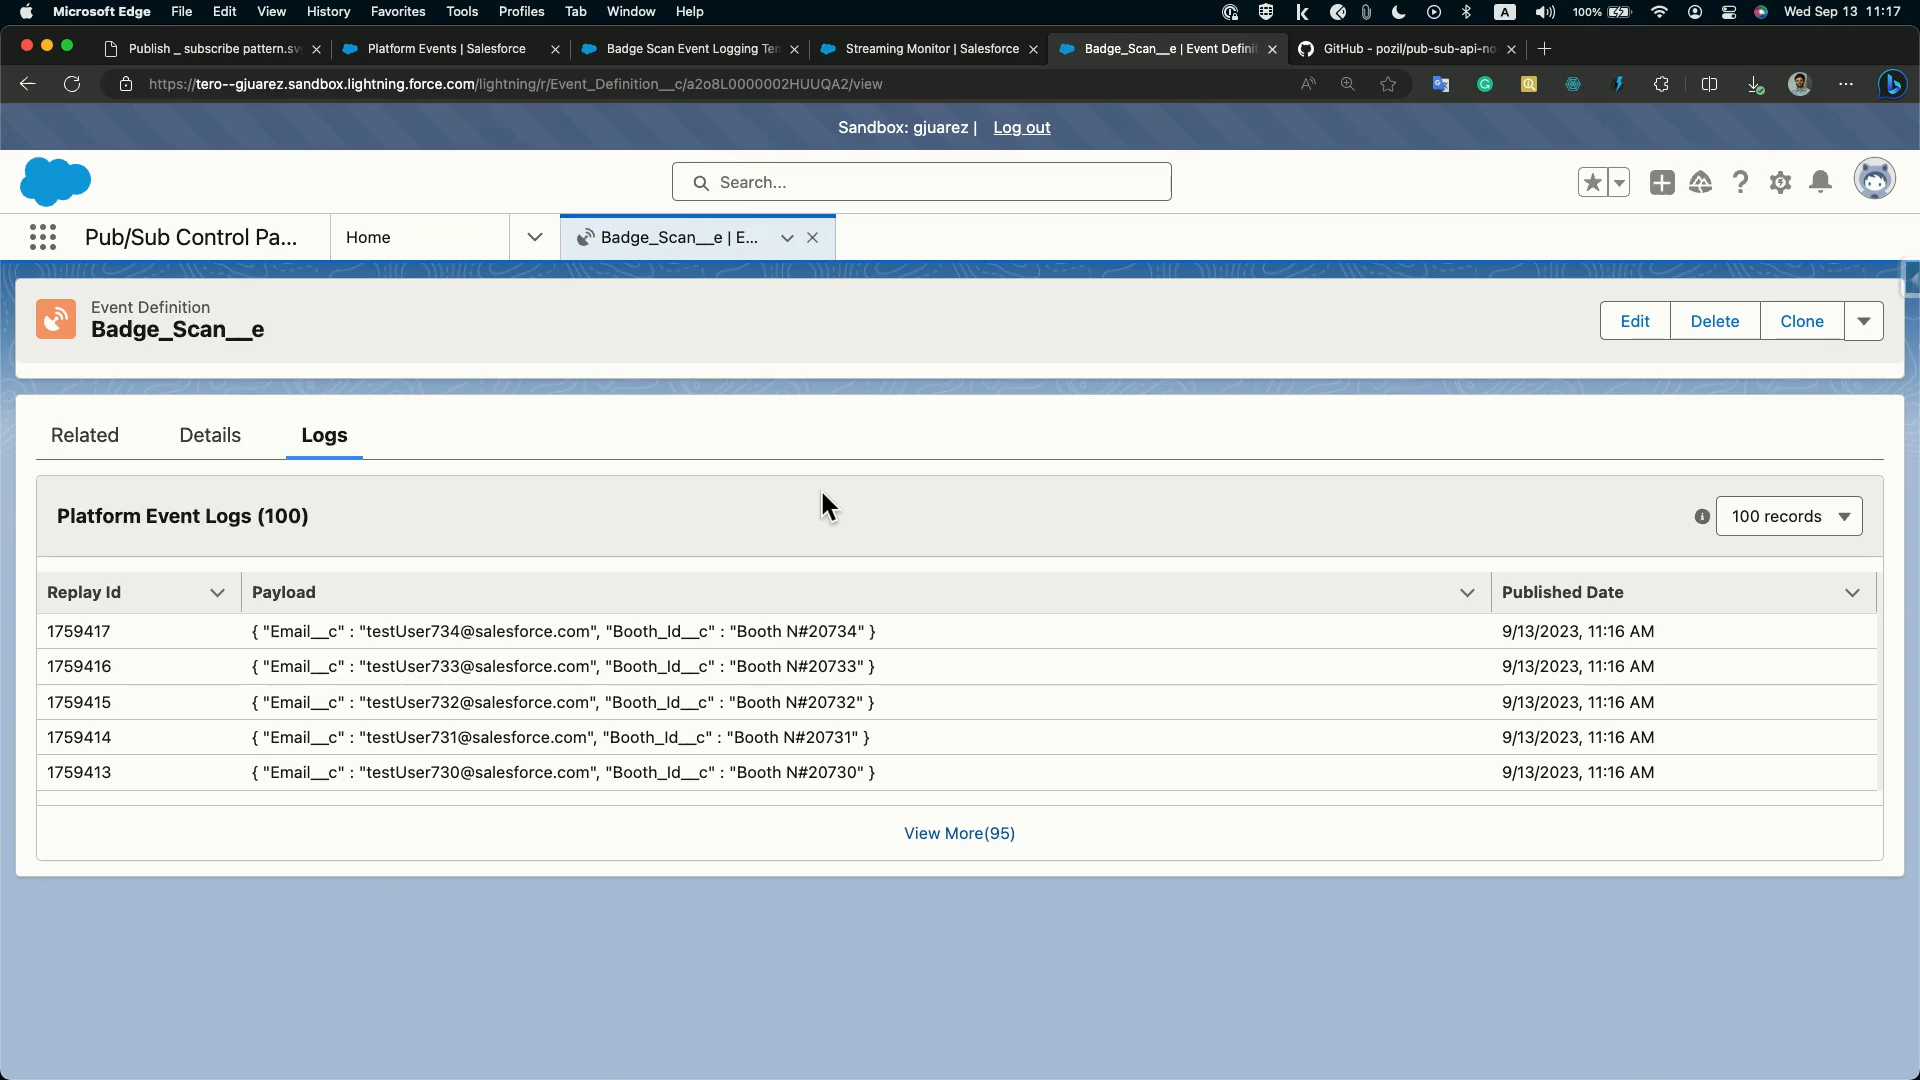 Microsoft Edge File Edit View History Favorites Tools Profiles Tab Window Help A 100% Wed Sep 13 11:17
Publish _ subscribe pattern.sv Platform Events | Salesforce Badge Scan Event Logging Ten Streaming Monitor | Salesforce Badge_Scan__e | Event Definit GitHub - pozil/pub-sub-api-no
https://tero--gjuarez.sandbox.lightning.force.com/lightning/r/Event_Definition__c/a2o8L0000002HUUQA2/view
Sandbox: gjuarez | Log out
Search...
Pub/Sub Control Pa... Home Badge_Scan__e | E...
Event Definition
Badge_Scan__e
Edit Delete Clone
Related Details Logs
Platform Event Logs (100) 100 records
Replay Id Payload Published Date
1759417 { "Email__c" : "testUser734@salesforce.com", "Booth_Id__c" : "Booth N#20734" } 9/13/2023, 11:16 AM
1759416 { "Email__c" : "testUser733@salesforce.com", "Booth_Id__c" : "Booth N#20733" } 9/13/2023, 11:16 AM
1759415 { "Email__c" : "testUser732@salesforce.com", "Booth_Id__c" : "Booth N#20732" } 9/13/2023, 11:16 AM
1759414 { "Email__c" : "testUser731@salesforce.com", "Booth_Id__c" : "Booth N#20731" } 9/13/2023, 11:16 AM
1759413 { "Email__c" : "testUser730@salesforce.com", "Booth_Id__c" : "Booth N#20730" } 9/13/2023, 11:16 AM
View More(95)